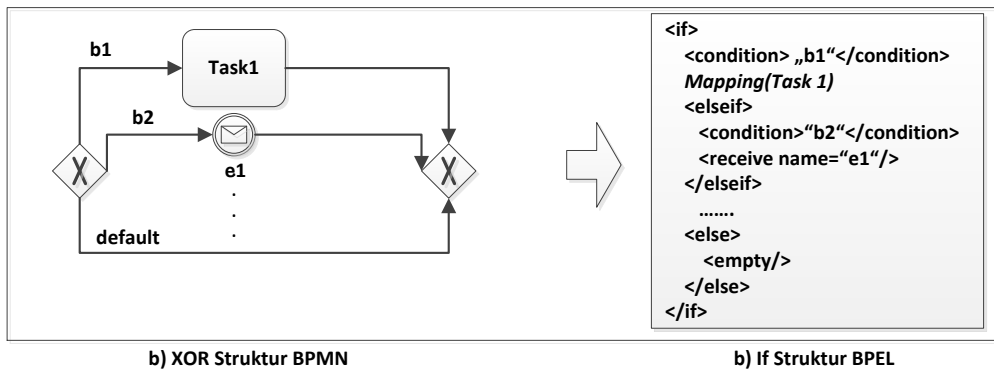 b1
Task1
b2
e1
.
.
.
default
X
X
<if>
<condition> „b1“</condition>
Mapping(Task 1)
<elseif>
<condition>“b2“</condition>
<receive name=“e1“/>
</elseif>
…….
<else>
<empty/>
</else>
</if>
b) XOR Struktur BPMN
b) If Struktur BPEL